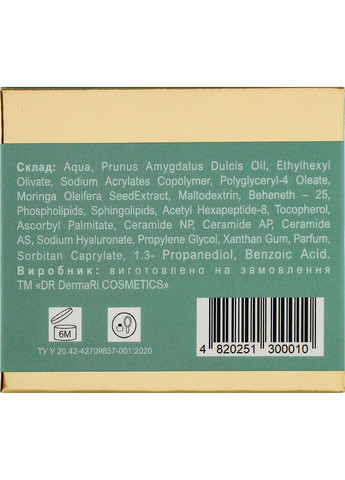 Склад: Aqua, Prunus Amygdalus Dulcis Oil, Ethylhexyl
Olivate, Sodium Acrylates Copolymer, Polyglyceryl-4 Oleate,
Moringa Oleifera SeedExtract, Maltodextrin, Beheneth – 25,
Phospholipids, Sphingolipids, Acetyl Hexapeptide-8, Tocopherol,
Ascorbyl Palmitate, Ceramide NP, Ceramide AP, Ceramide
AS, Sodium Hyaluronate, Propylene Glycol, Xanthan Gum, Parfum,
Sorbitan Caprylate, 1.3- Propanediol, Benzoic Acid.
Виробник: виготовлено на замовлення
ТМ «DR DermaRi COSMETICS»
6M
ТУ У 20.42-42709857-001:2020
4 820251 300010